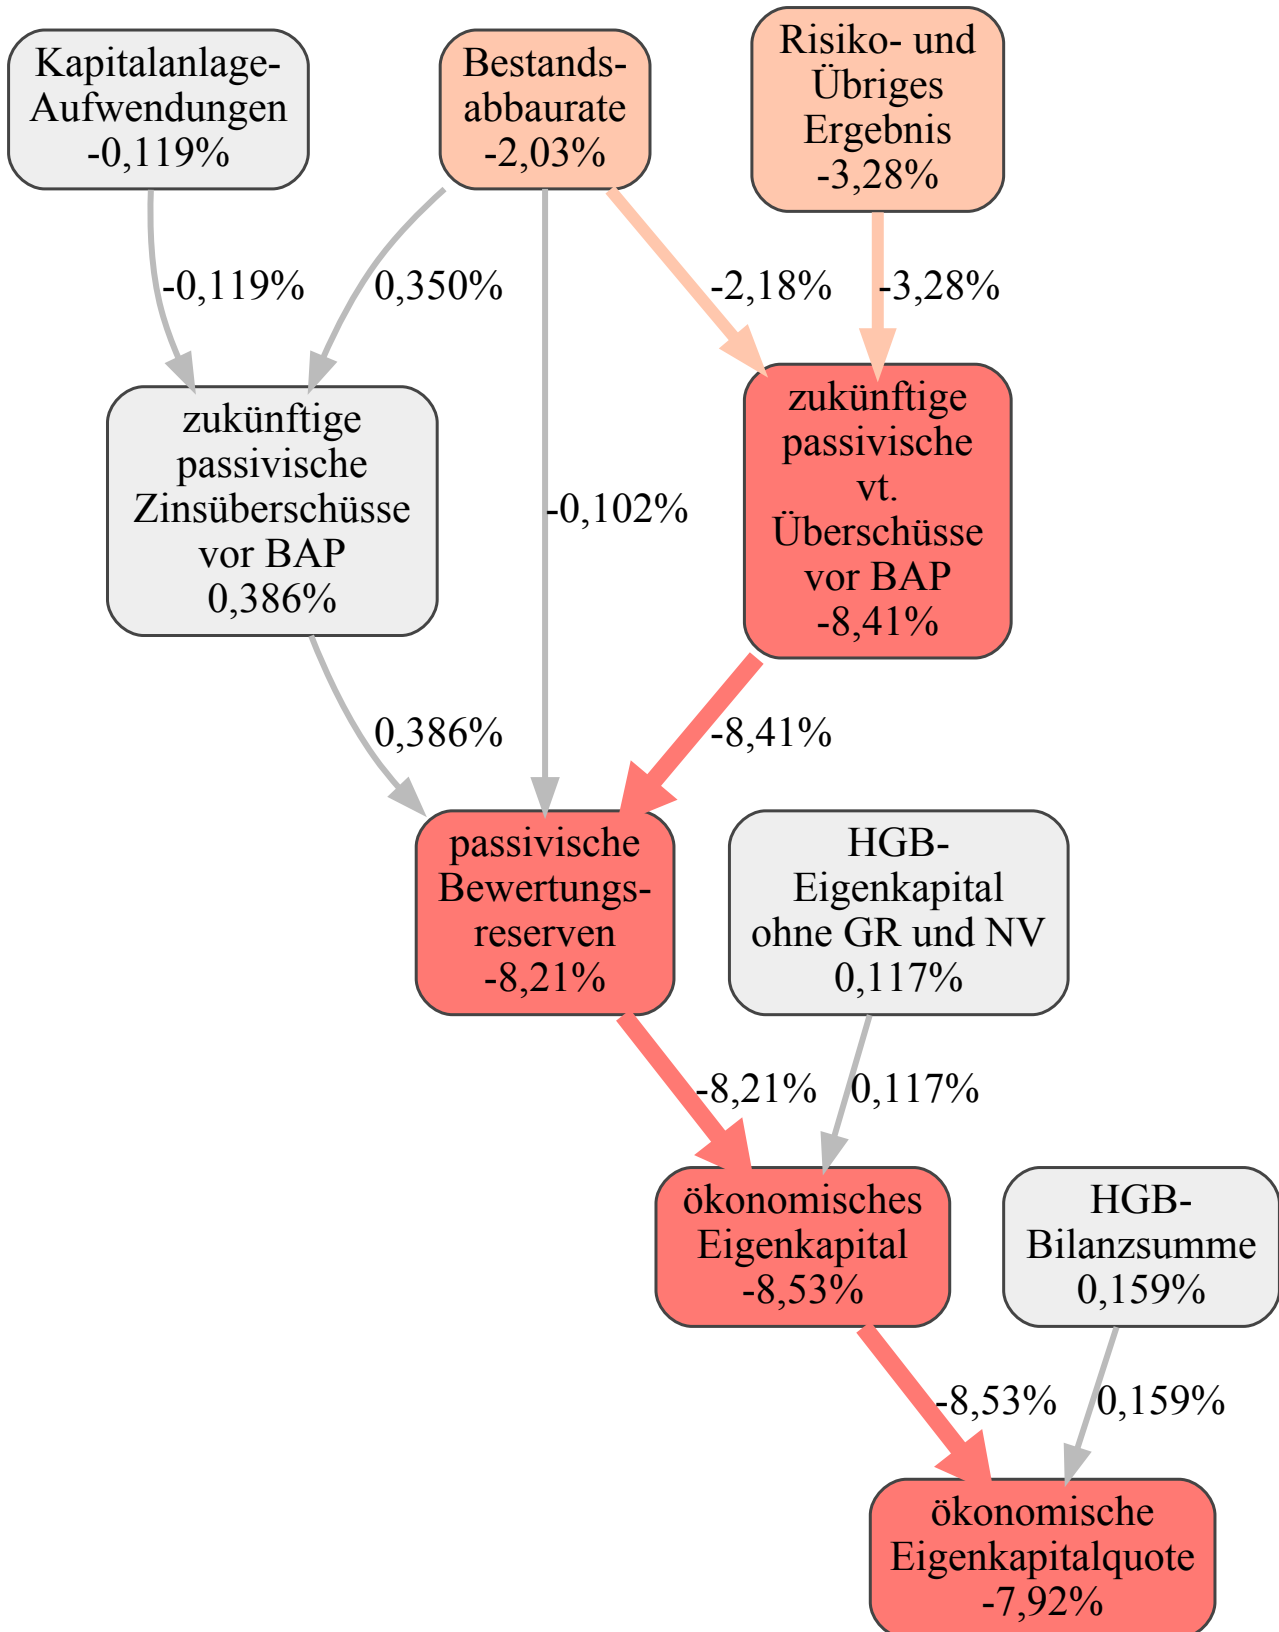 Kapitalanlage-
Aufwendungen
-0,119%
Bestands-
abbaurate
-2,03%
Risiko- und
Übriges
Ergebnis
-3,28%
-0,119%
0,350%
-2,18%
-3,28%
zukünftige
passivische
Zinsüberschüsse
vor BAP
0,386%
-0,102%
zukünftige
passivische
vt.
Überschüsse
vor BAP
-8,41%
0,386%
-8,41%
passivische
Bewertungs-
reserven
-8,21%
HGB-
Eigenkapital
ohne GR und NV
0,117%
-8,21%
0,117%
ökonomisches
Eigenkapital
-8,53%
HGB-
Bilanzsumme
0,159%
-8,53%
0,159%
ökonomische
Eigenkapitalquote
-7,92%